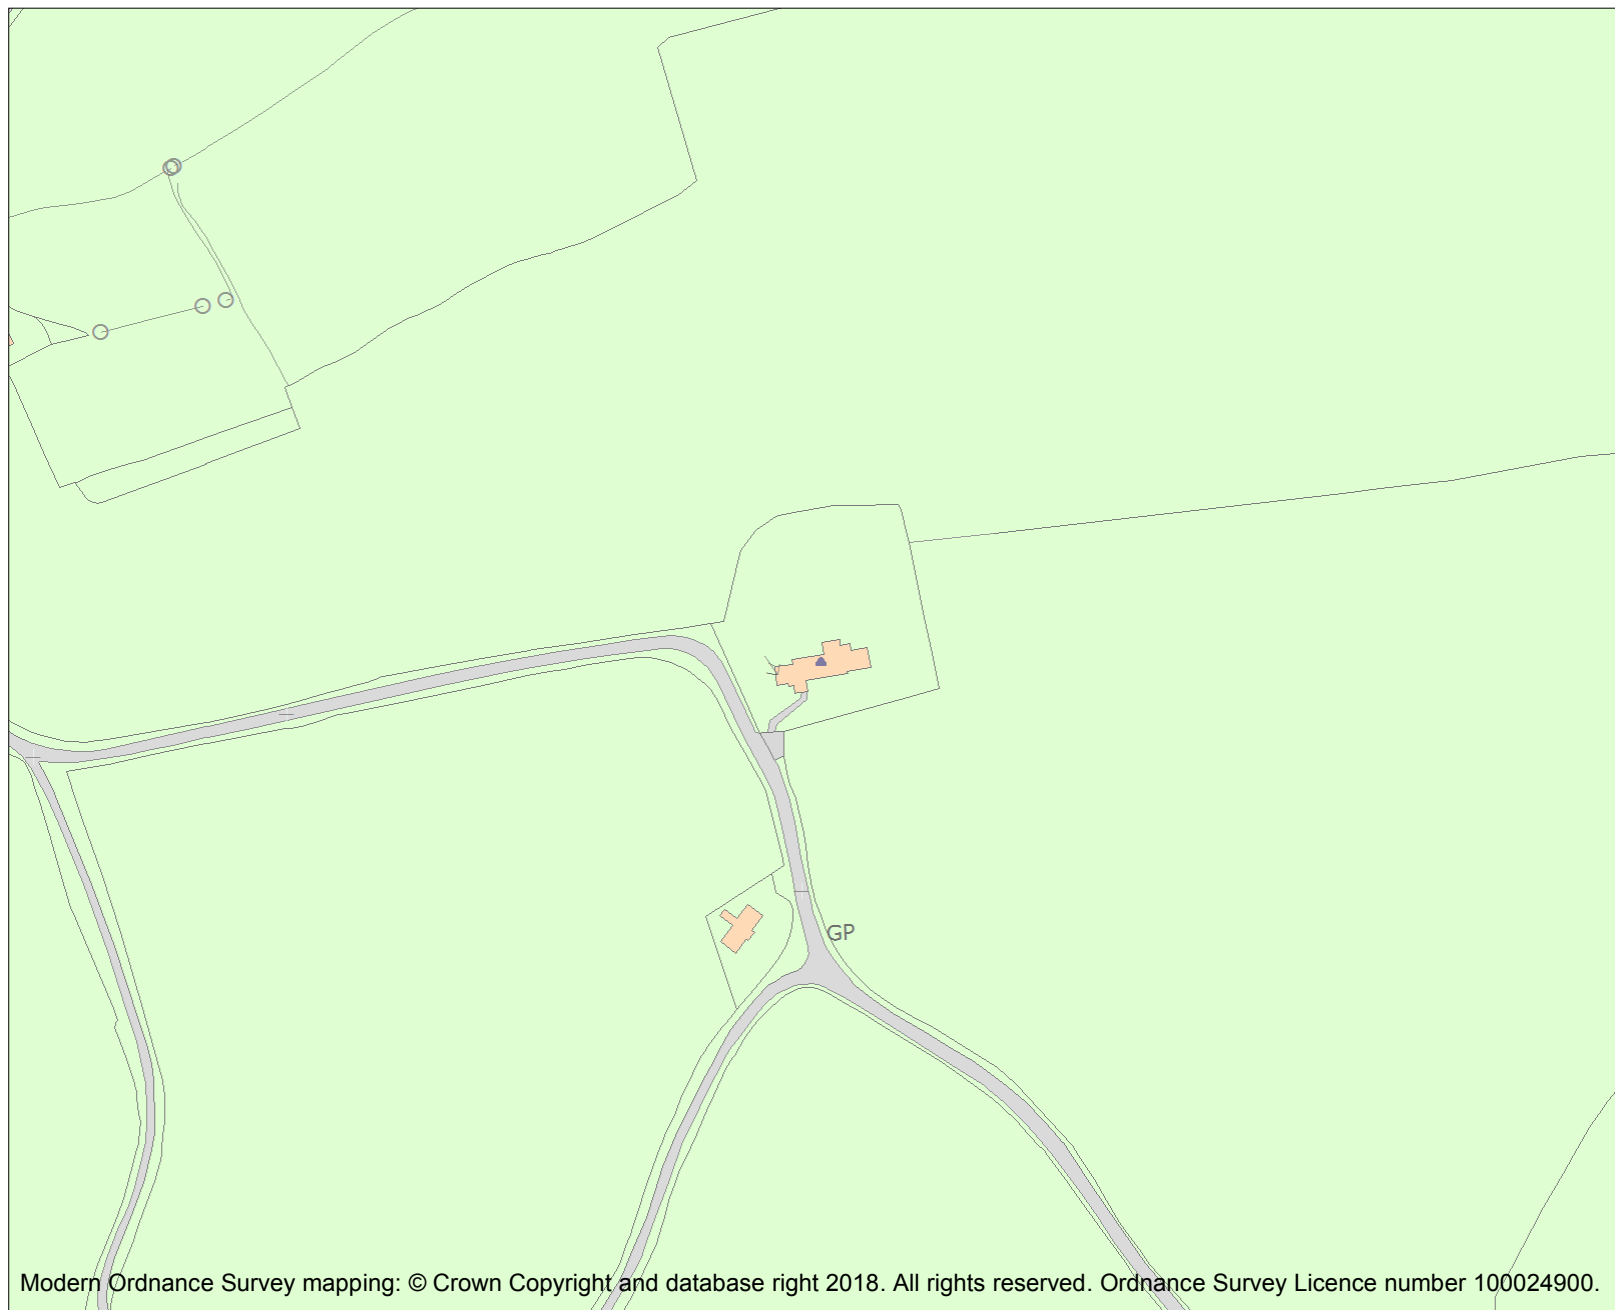 GP
Modern Ordnance Survey mapping: © Crown Copyright and database right 2018. All rights reserved. Ordnance Survey Licence number 100024900.